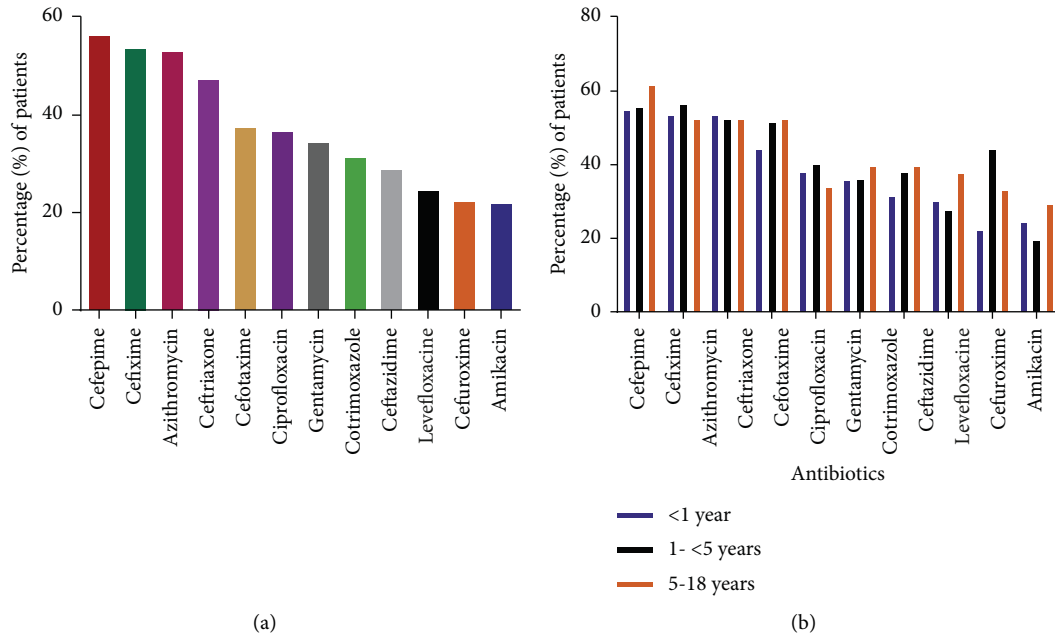 Percentage (%) of patients
60
40
20
0
Cefepime
Cefixime
Azithromycin
Ceftriaxone
Cefotaxime
Ciprofloxacin
Gentamycin
Cotrimoxazole
Ceftazidime
Levefloxacine
Cefuroxime
Amikacin
(a)
Percentage (%) of patients
80
60
40
20
0
Cefepime
Cefixime
Azithromycin
Ceftriaxone
Cefotaxime
Ciprofloxacin
Gentamycin
Cotrimoxazole
Ceftazidime
Levefloxacine
Cefuroxime
Amikacin
Antibiotics
<1 year
1- <5 years
5-18 years
(b)